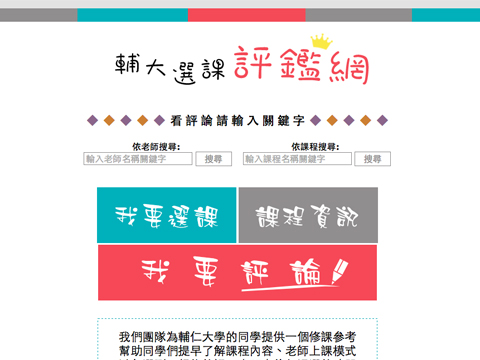 輔大選課評鑑網
看評論請輸入關鍵字
依老師搜尋:
依課程搜尋:
輸入老師名稱關鍵字 搜尋 輸入課程名稱關鍵字 搜尋
我要選課 課程資訊
我要評論
我們團隊為輔仁大學的同學提供一個修課參考
幫助同學們提早了解課程內容、老師上課模式